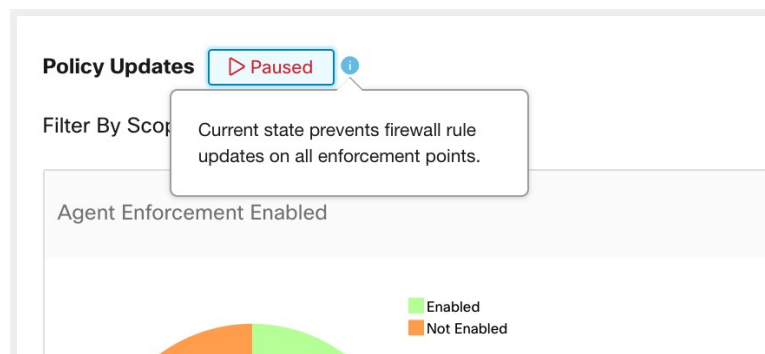 Policy Updates Paused
Filter By Scop
Current state prevents firewall rule
updates on all enforcement points.
Agent Enforcement Enabled
Enabled
Not Enabled